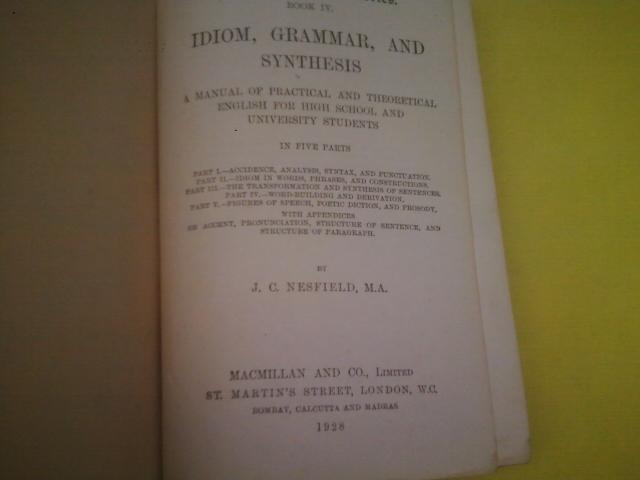 BOOK IV.
IDIOM, GRAMMAR, AND
SYNTHESIS
A MANUAL OF PRACTICAL AND THEORETICAL
ENGLISH FOR HIGH SCHOOL AND
UNIVERSITY STUDENTS
IN FIVE PARTS
PART I.—ACCIDENCE, ANALYSIS, SYNTAX, AND PUNCTUATION.
PART II.—IDIOM IN WORDS, PHRASES, AND CONSTRUCTIONS.
PART III.—THE TRANSFORMATION AND SYNTHESIS OF SENTENCES.
PART IV.—WORD-BUILDING AND DERIVATION.
PART V.—FIGURES OF SPEECH, POETIC DICTION, AND PROSODY,
WITH APPENDICES
ON ACCENT, PRONUNCIATION, STRUCTURE OF SENTENCE, AND
STRUCTURE OF PARAGRAPH.
BY
J. C. NESFIELD, M.A.
MACMILLAN AND CO., LIMITED
ST. MARTIN'S STREET, LONDON, W.C.
BOMBAY, CALCUTTA AND MADRAS
1928